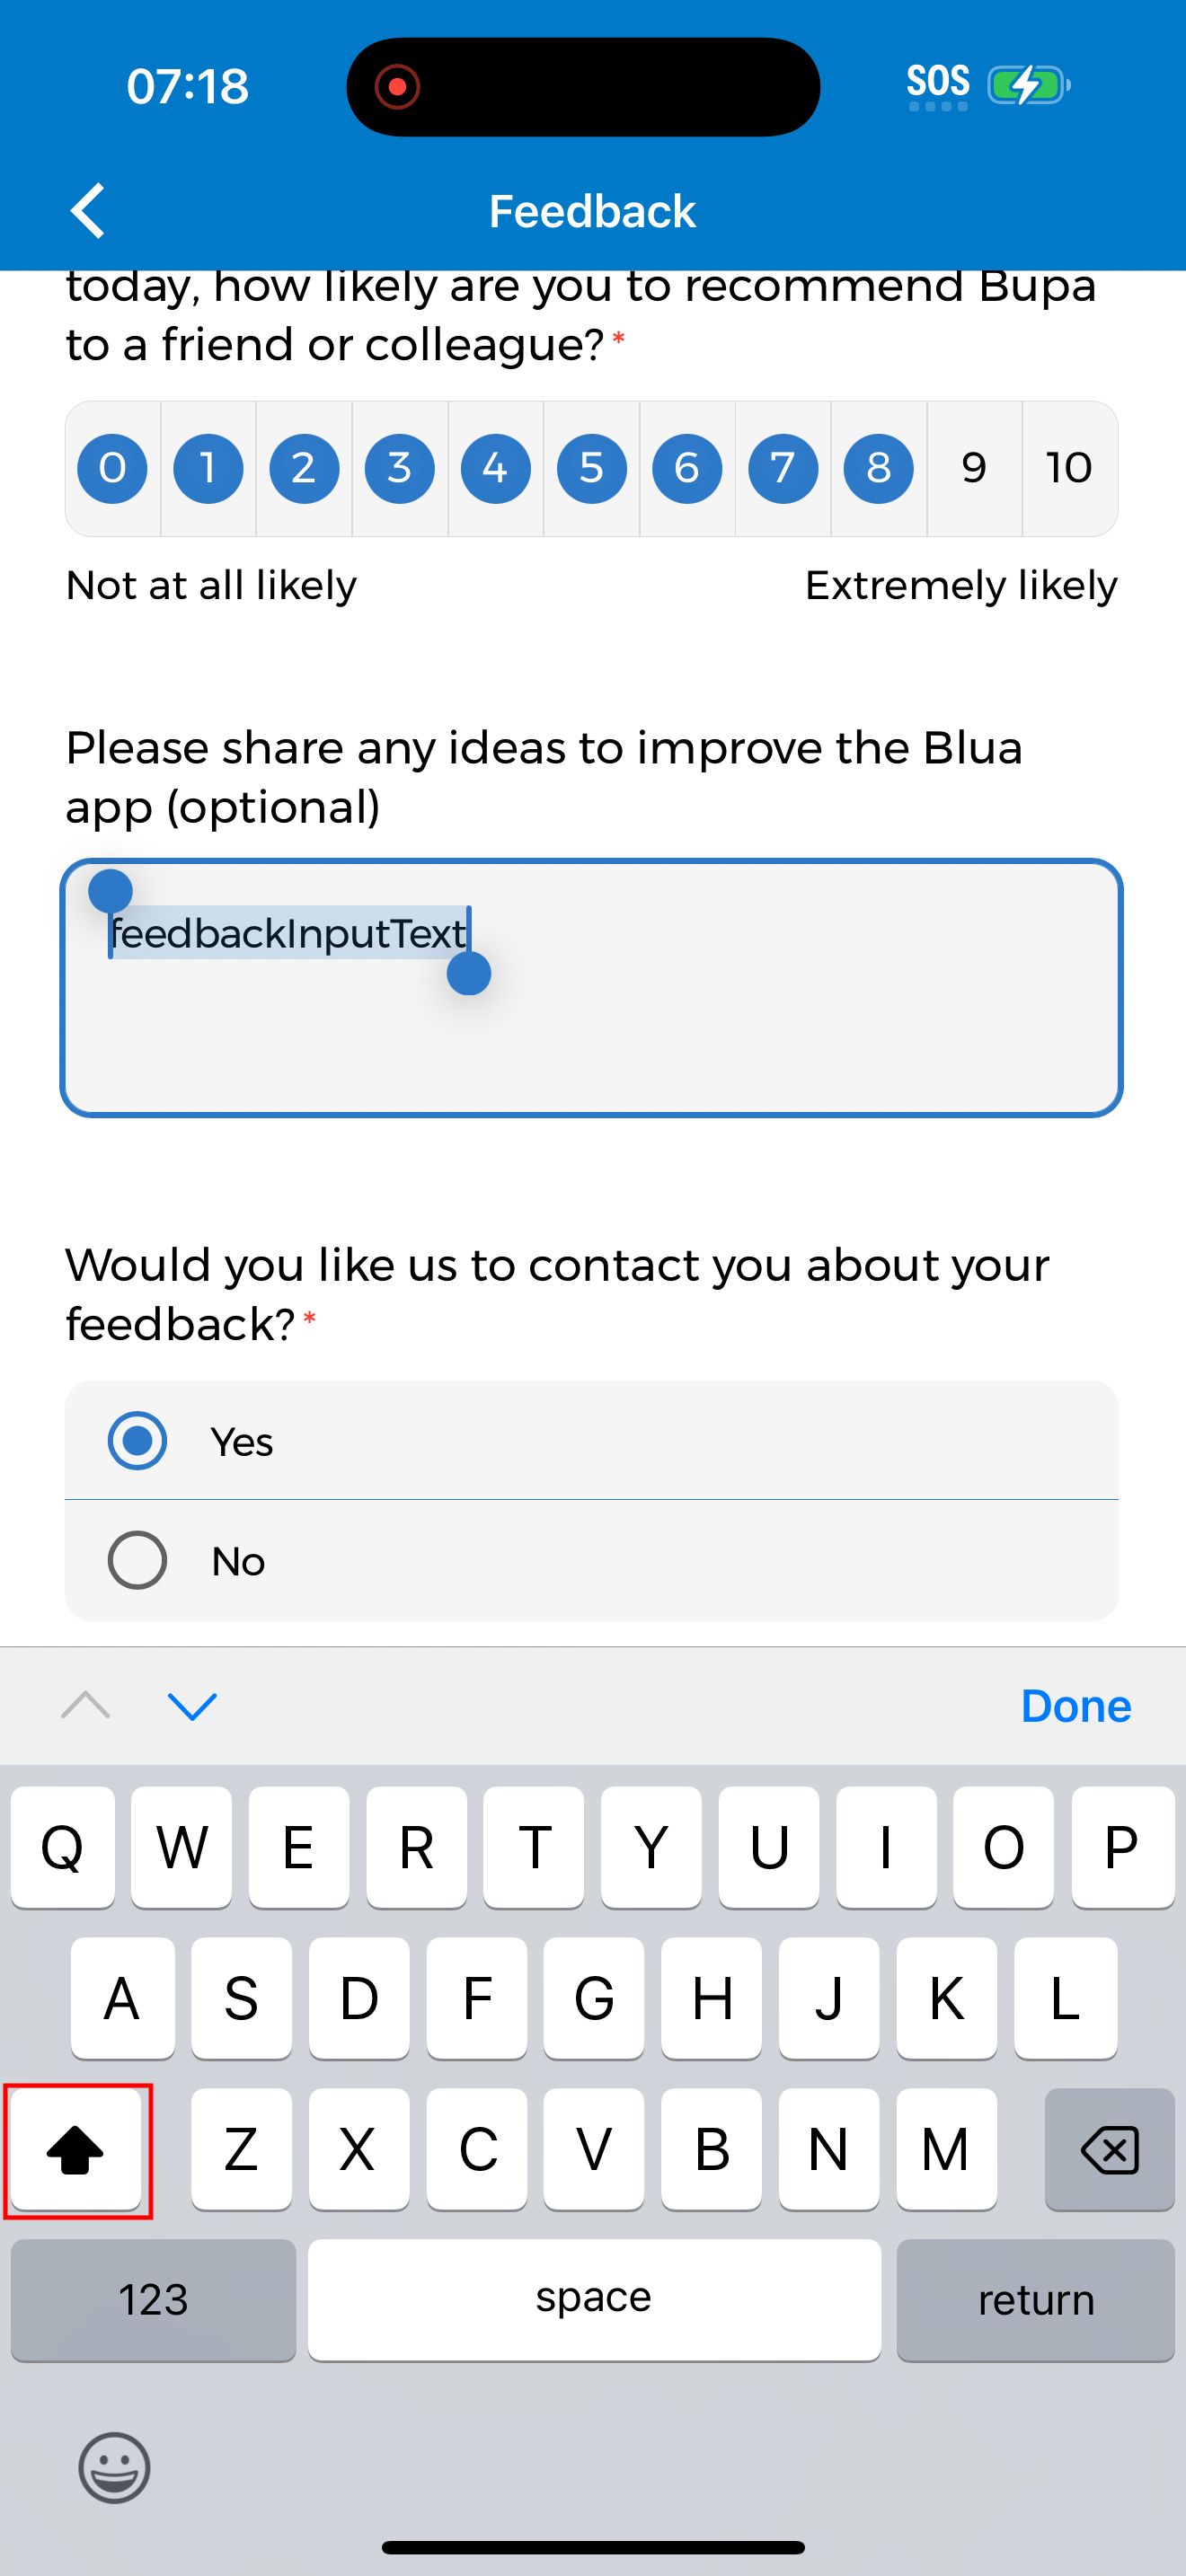 07:18
SOS
Feedback
today, how likely are you to recommend Bupa
to a friend or colleague? *
0 1 2 3 4 5 6 7 8 9 10
Not at all likely Extremely likely
Please share any ideas to improve the Blua
app (optional)
feedbackInputText
Would you like us to contact you about your
feedback? *
Yes
No
Done
Q W E R T Y U I O P
A S D F G H J K L
Z X C V B N M
123 space return